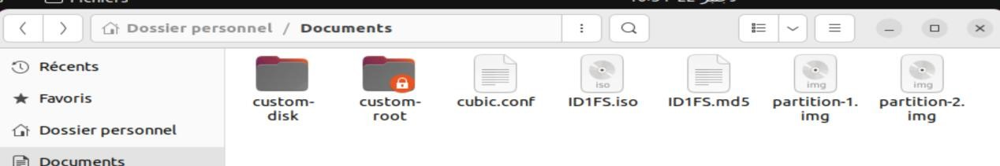 Fichiers
Dossier personnel / Documents
Récents
Favoris
Dossier personnel
Documents
custom-
disk
custom-
root
cubic.conf
iso
ID1FS.iso
ID1FS.md5
img
partition-1.
img
img
partition-2.
img